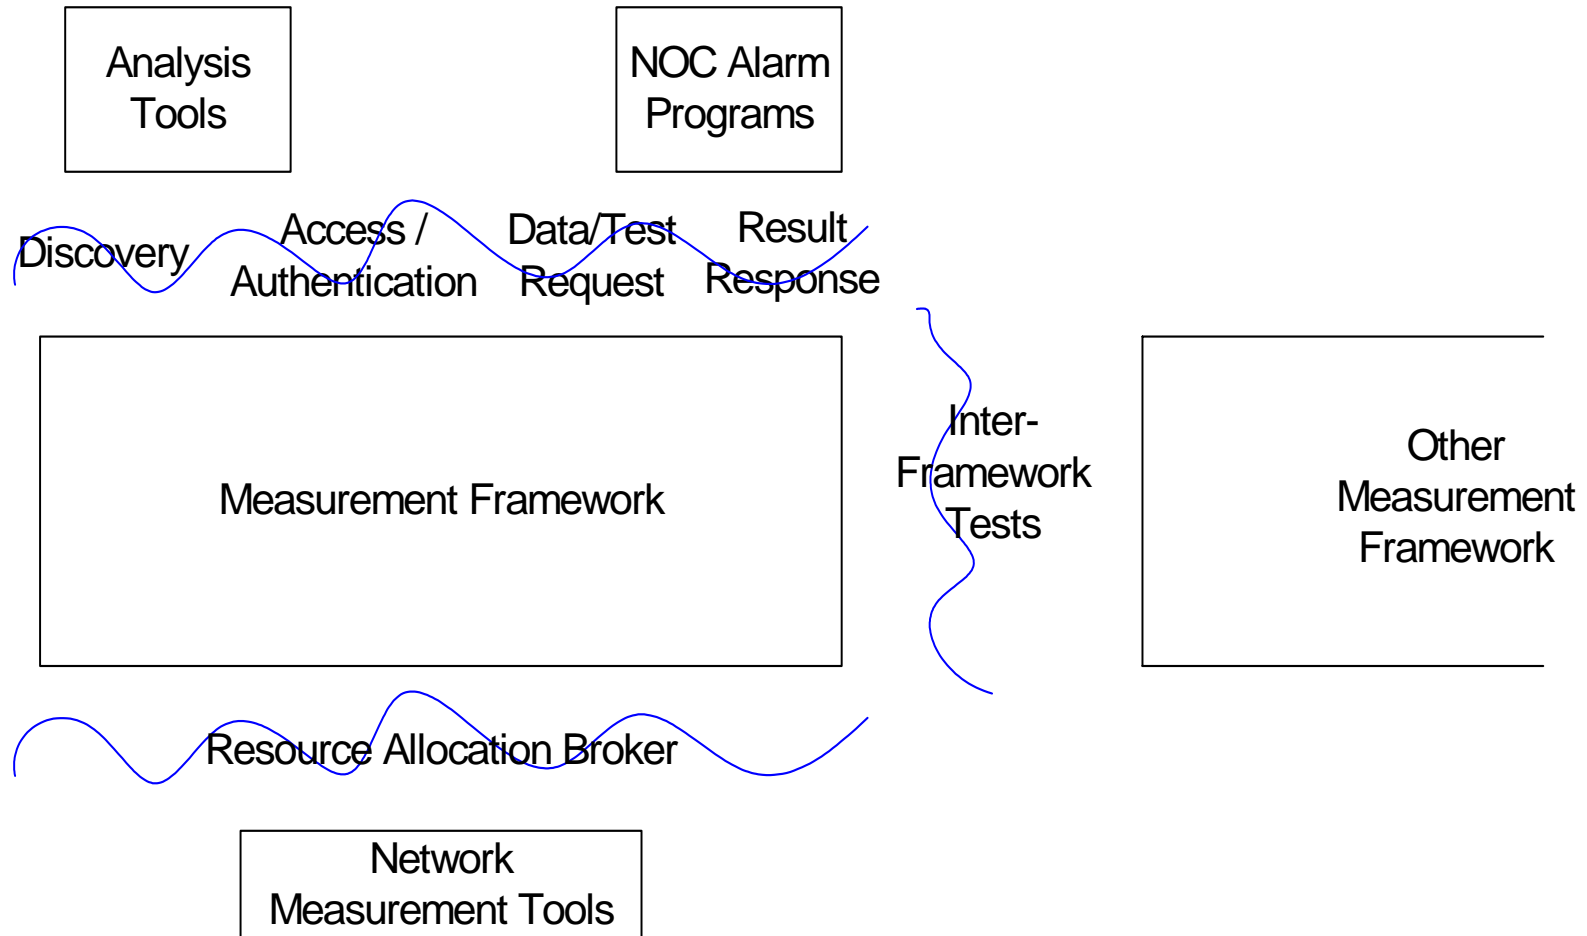 Analysis
Tools
NOC Alarm
Programs
Discovery
Access /
Authentication
Data/Test
Request
Result
Response
Measurement Framework
Inter-
Framework
Tests
Other
Measurement
Framework
Resource Allocation Broker
Network
Measurement Tools